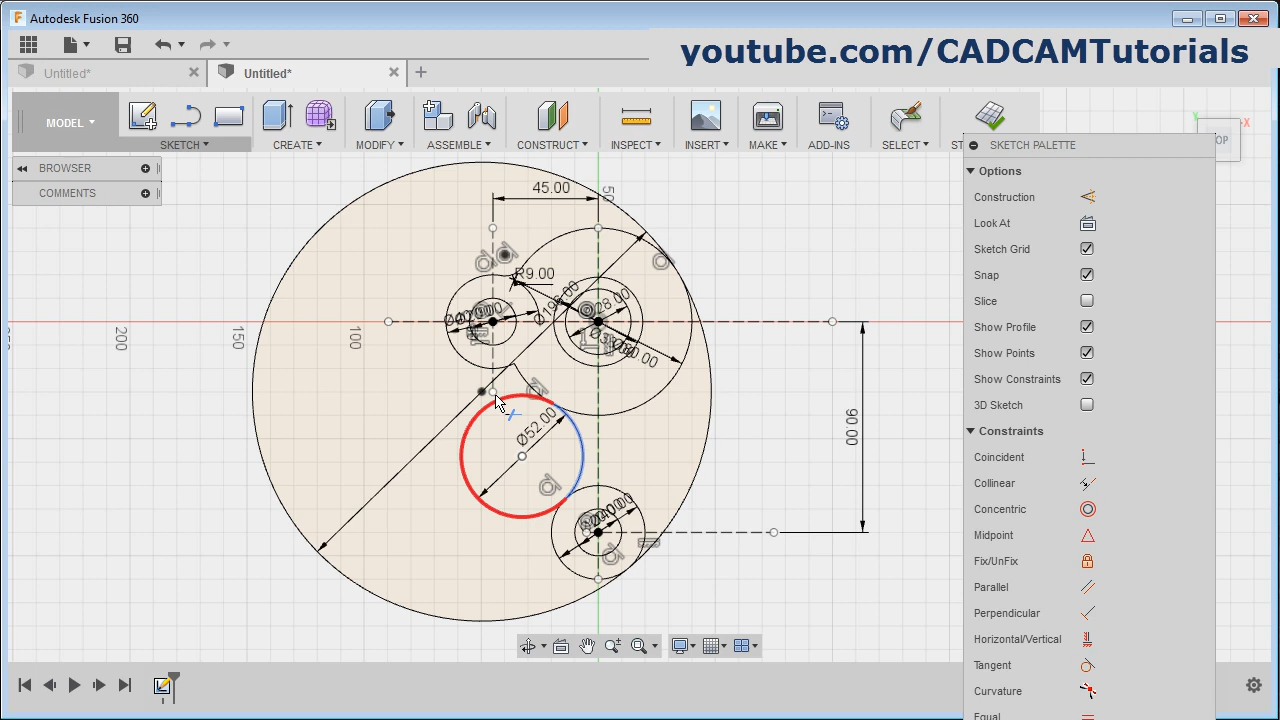 Autodesk Fusion 360
youtube.com/CADCAMTutorials
Untitled*
Untitled*
MODEL
SKETCH
CREATE
MODIFY
ASSEMBLE
CONSTRUCT
INSPECT
INSERT
MAKE
ADD-INS
SELECT
ST
BROWSER
COMMENTS
OP
X
SKETCH PALETTE
Options
Construction
Look At
Sketch Grid
Snap
Slice
Show Profile
Show Points
Show Constraints
3D Sketch
Constraints
Coincident
Collinear
Concentric
Midpoint
Fix/UnFix
Parallel
Perpendicular
Horizontal/Vertical
Tangent
Curvature
Equal
45.00
50
R9.00
200
150
100
Ø52.00
90.00